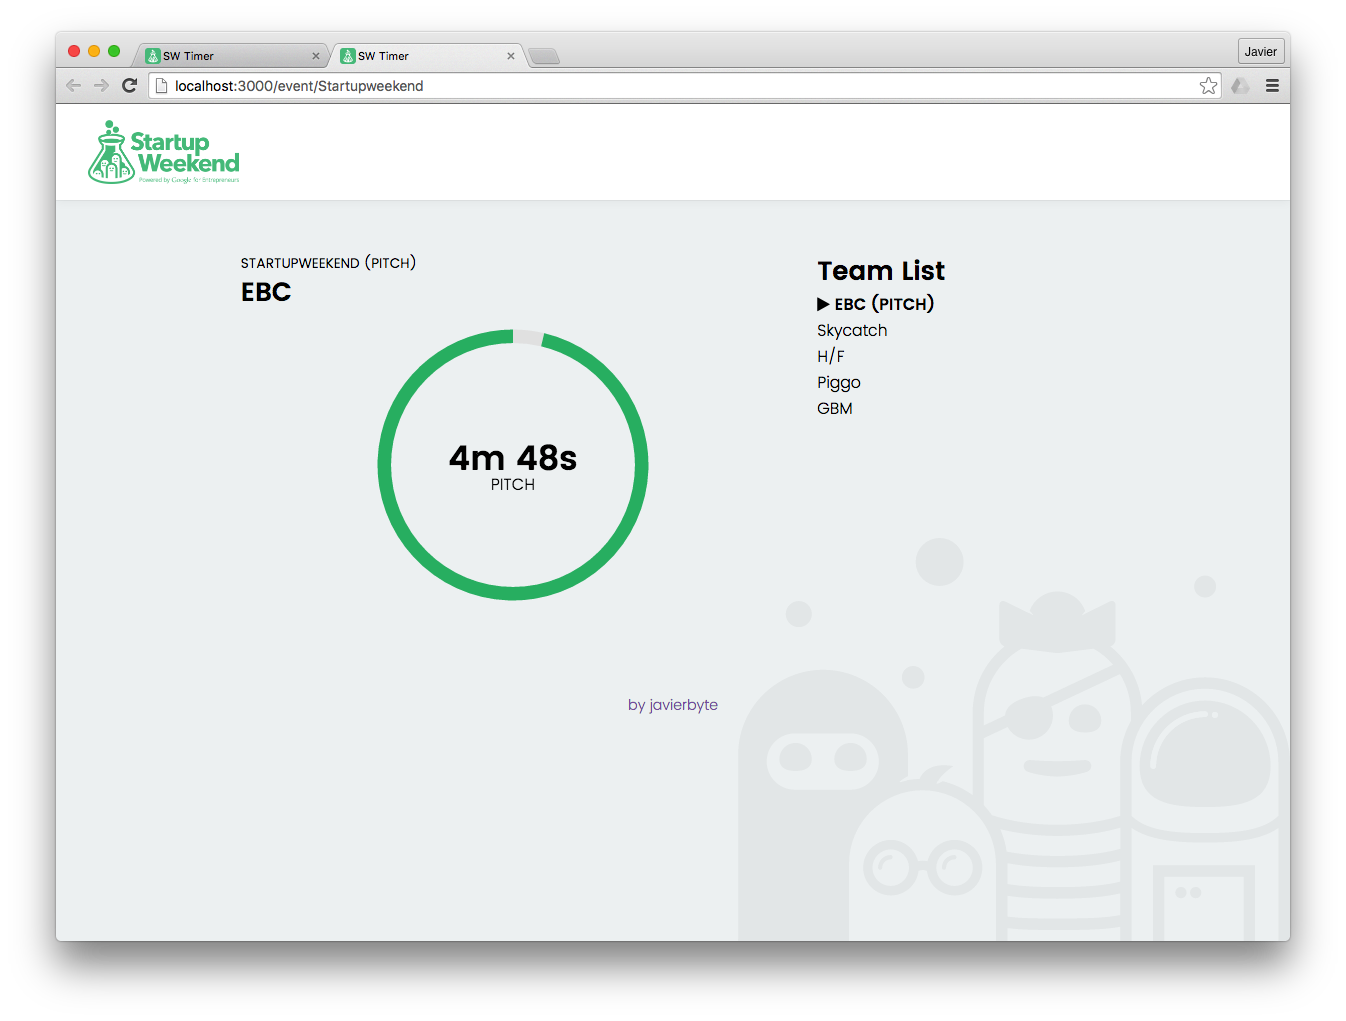 SW Timer
SW Timer
Javier
localhost:3000/event/Startupweekend
Startup
Weekend
Powered by Google for Entrepreneurs
STARTUPWEEKEND (PITCH)
EBC
4m 48s
PITCH
Team List
EBC (PITCH)
Skycatch
H/F
Piggo
GBM
by javierbyte